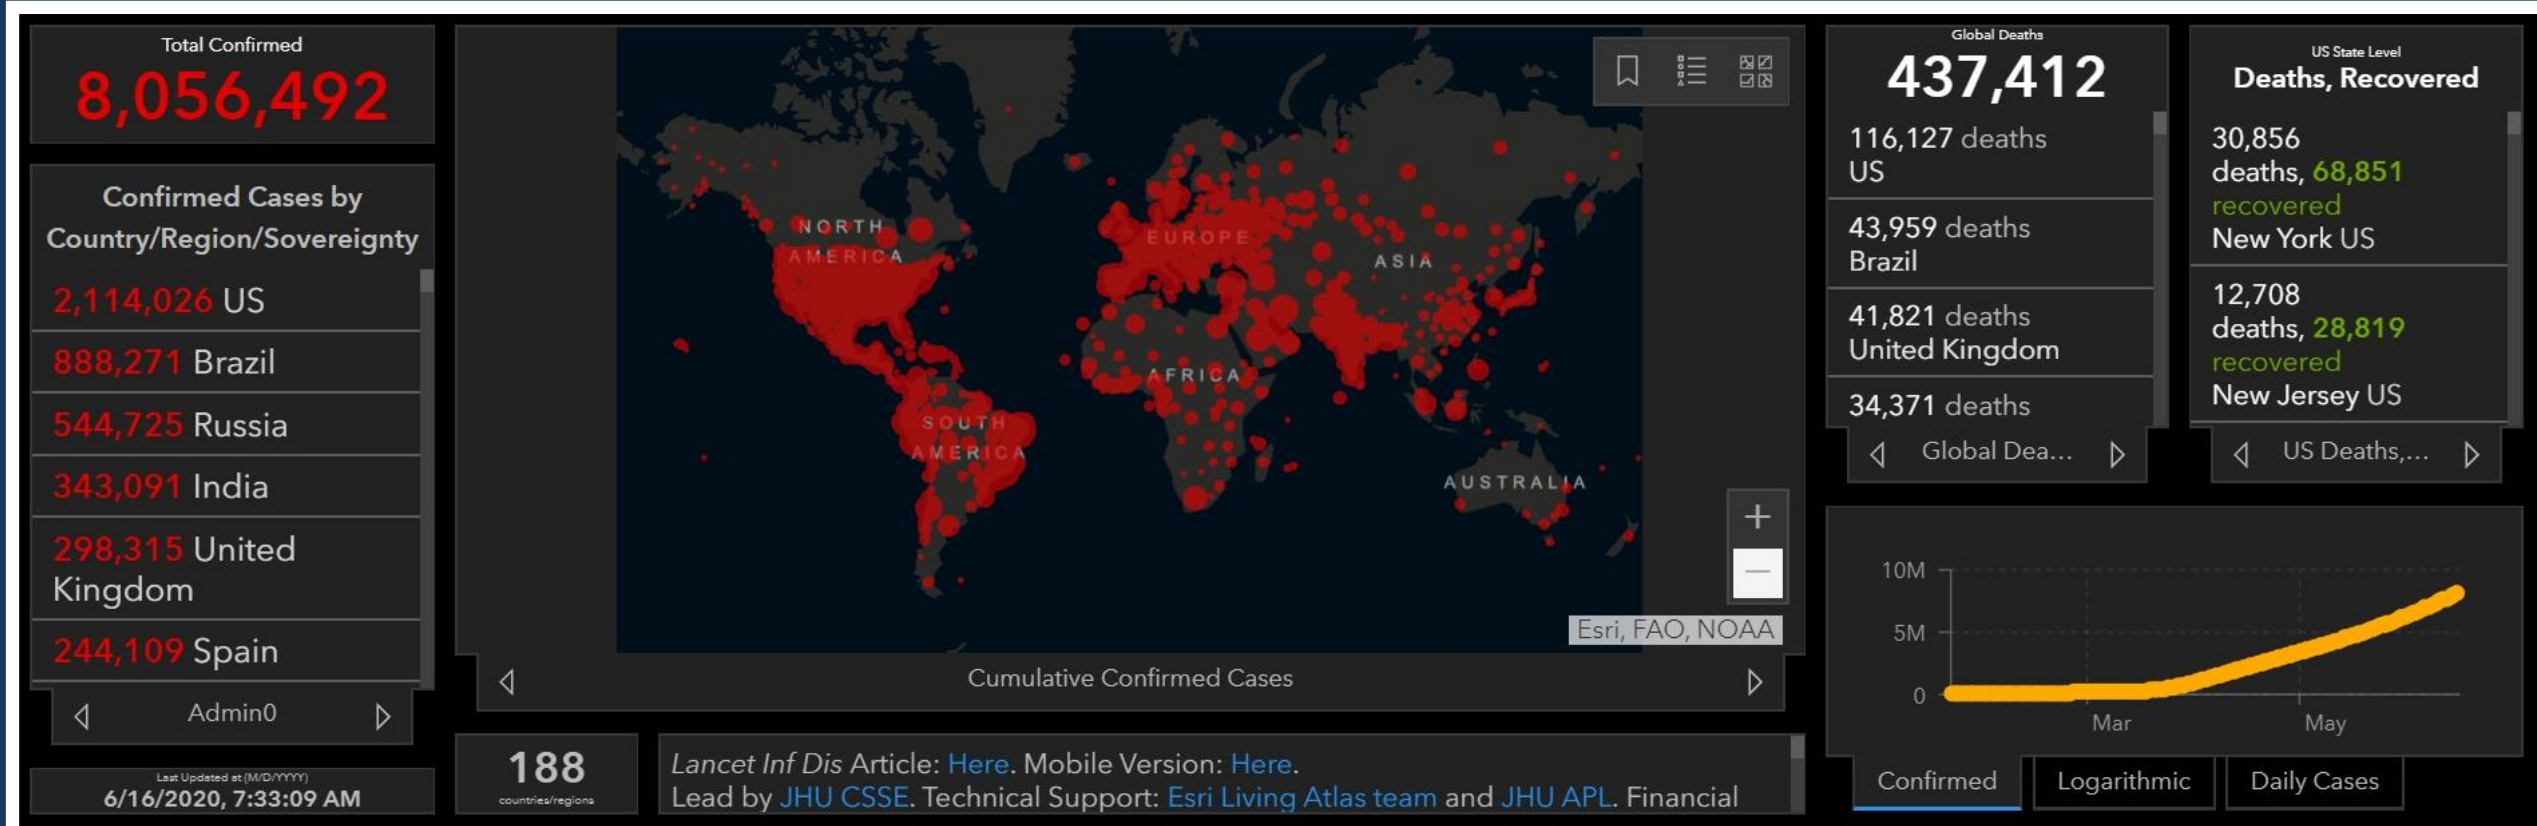 Total Confirmed
8,056,492
Confirmed Cases by
Country/Region/Sovereignty
2,114,026 US
888,271 Brazil
544,725 Russia
343,091 India
298,315 United
Kingdom
244,109 Spain
Admin0
Last Updated at (M/D/YYYY)
6/16/2020, 7:33:09 AM
NORTH
AMERICA
EUROPE
ASIA
AFRICA
SOUTH
AMERICA
AUSTRALIA
+
−
Esri, FAO, NOAA
Cumulative Confirmed Cases
188
countries/regions
Lancet Inf Dis Article: Here. Mobile Version: Here.
Lead by JHU CSSE. Technical Support: Esri Living Atlas team and JHU APL. Financial
Global Deaths
437,412
116,127 deaths
US
43,959 deaths
Brazil
41,821 deaths
United Kingdom
34,371 deaths
Global Dea...
US State Level
Deaths, Recovered
30,856
deaths, 68,851
recovered
New York US
12,708
deaths, 28,819
recovered
New Jersey US
US Deaths,...
10M
5M
0
Mar
May
Confirmed
Logarithmic
Daily Cases